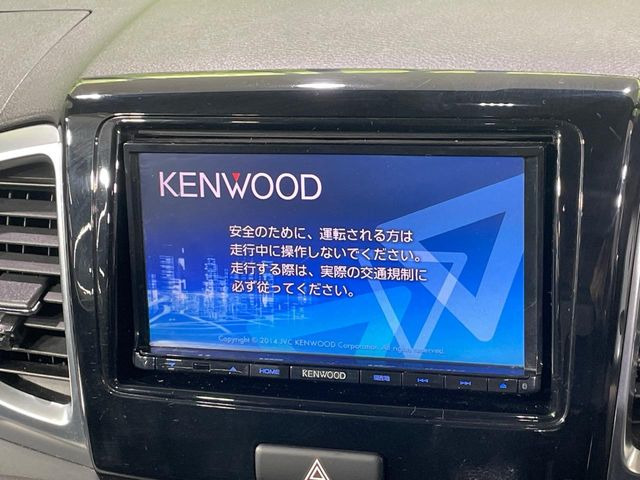 KENWOOD
安全のために、運転される方は
走行中に操作しないでください。
走行する際は、実際の交通規制に
必ず従ってください。
Copyright © 2014 JVC KENWOOD Corporation. All rights reserved.
HOME
KENWOOD
現在地